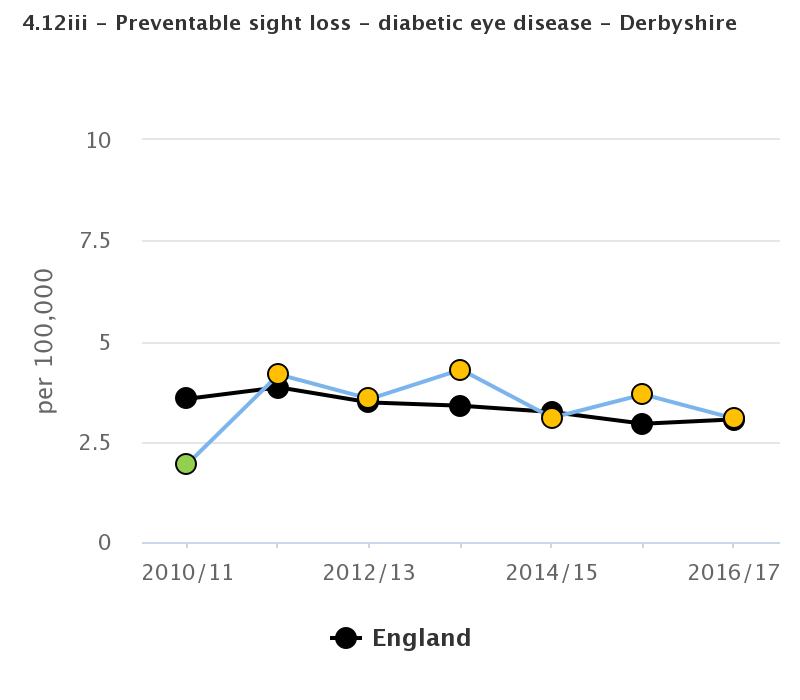 4.12iii – Preventable sight loss – diabetic eye disease – Derbyshire
10
7.5
5
2.5
0
per 100,000
2010/11 2012/13 2014/15 2016/17
England